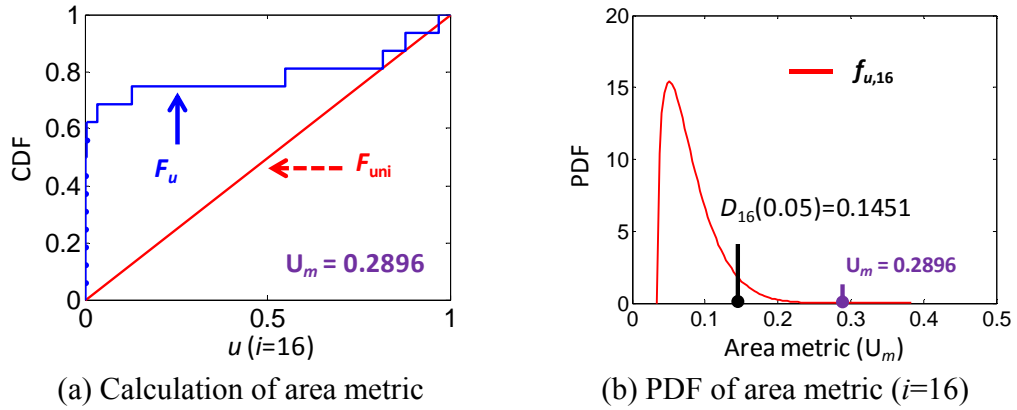 1
0.8
0.6
0.4
0.2
0
CDF
F_u
F_uni
U_m = 0.2896
0 0.5 1
u (i=16)
(a) Calculation of area metric
20
15
10
5
0
PDF
f_u,16
D_16(0.05)=0.1451
U_m = 0.2896
0 0.1 0.2 0.3 0.4 0.5
Area metric (U_m)
(b) PDF of area metric (i=16)